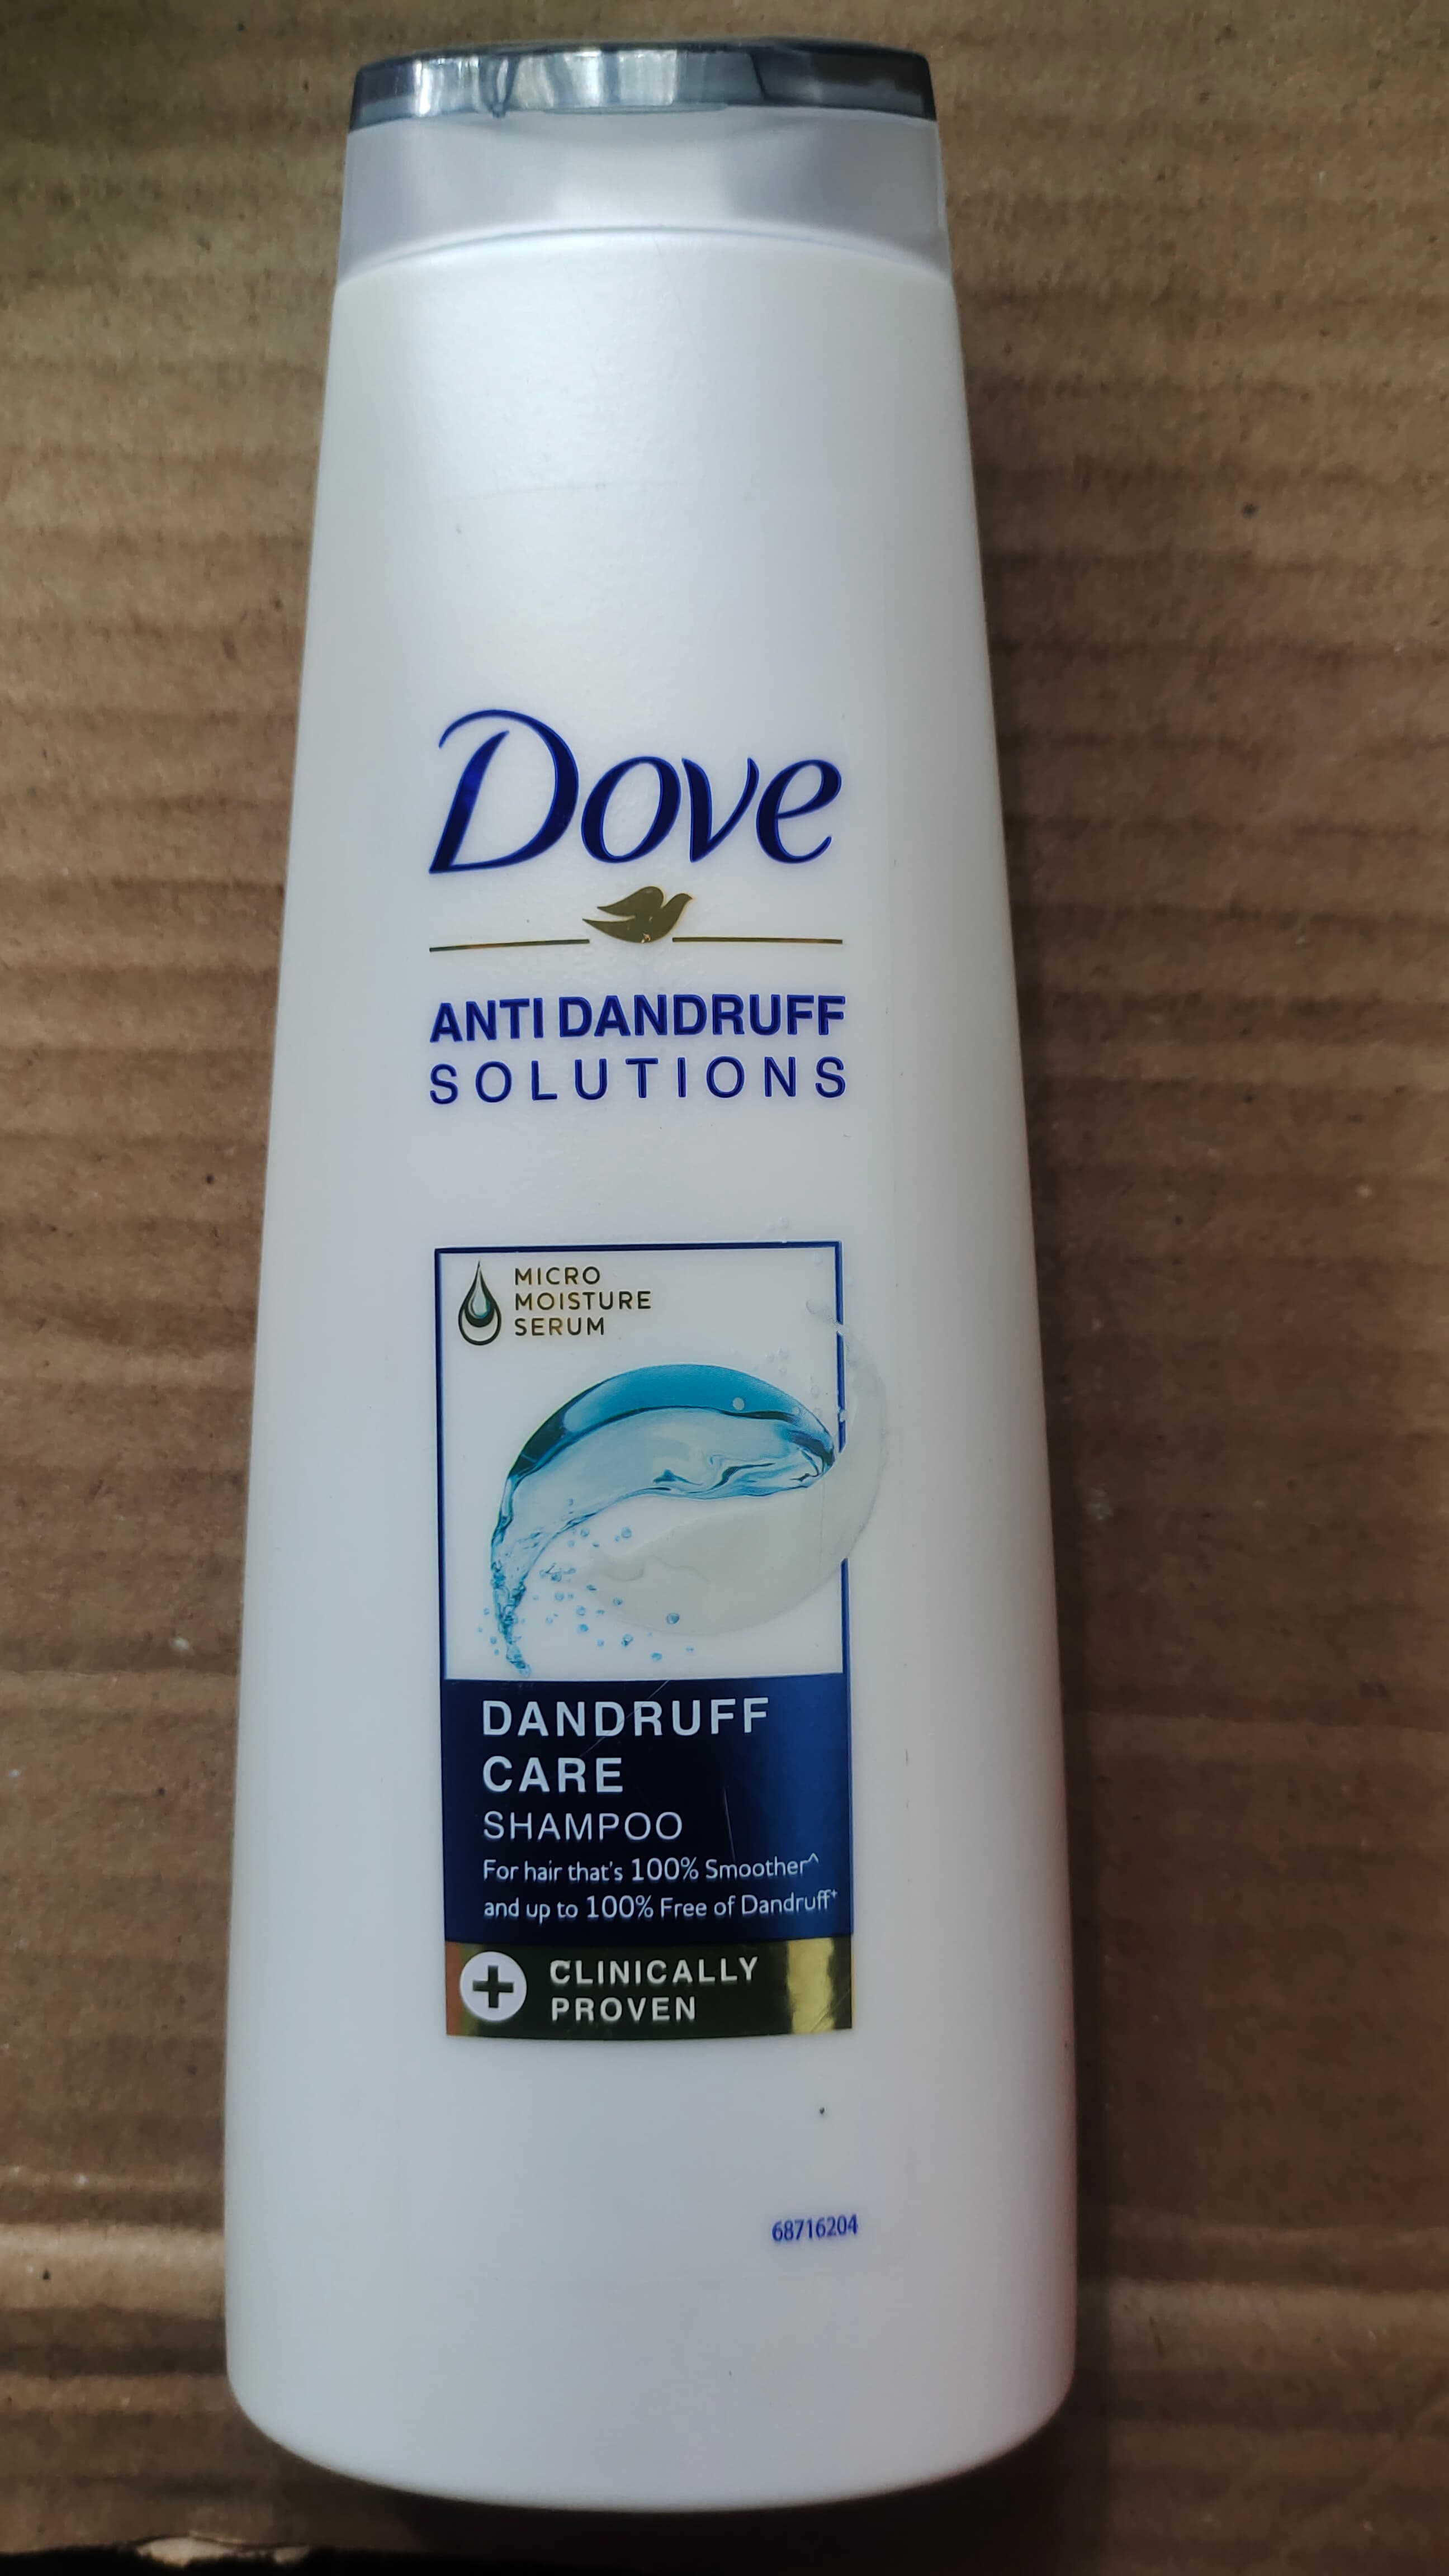 Dove
ANTI DANDRUFF
SOLUTIONS
MICRO
MOISTURE
SERUM
DANDRUFF
CARE
SHAMPOO
For hair that's 100% Smoother^
and up to 100% Free of Dandruff+
CLINICALLY
PROVEN
68716204